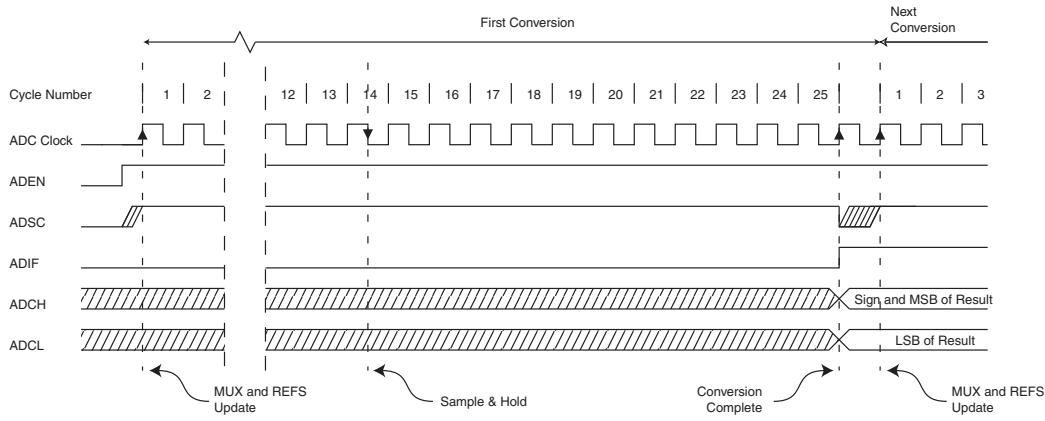 First Conversion
Next
Conversion
Cycle Number 1 2 12 13 14 15 16 17 18 19 20 21 22 23 24 25 1 2 3
ADC Clock
ADEN
ADSC
ADIF
ADCH Sign and MSB of Result
ADCL LSB of Result
MUX and REFS
Update
Sample & Hold
Conversion
Complete
MUX and REFS
Update